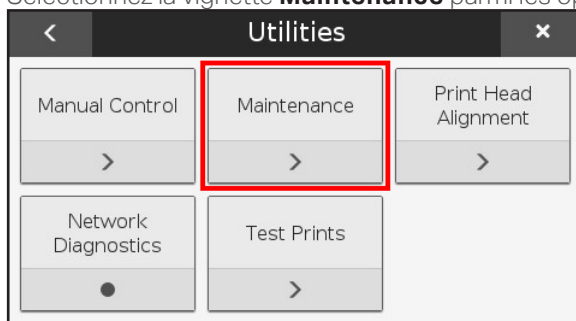 Sélectionnez la vignette Maintenance parmi les op
Utilities
Manual Control
Maintenance
Print Head
Alignment
Network
Diagnostics
Test Prints